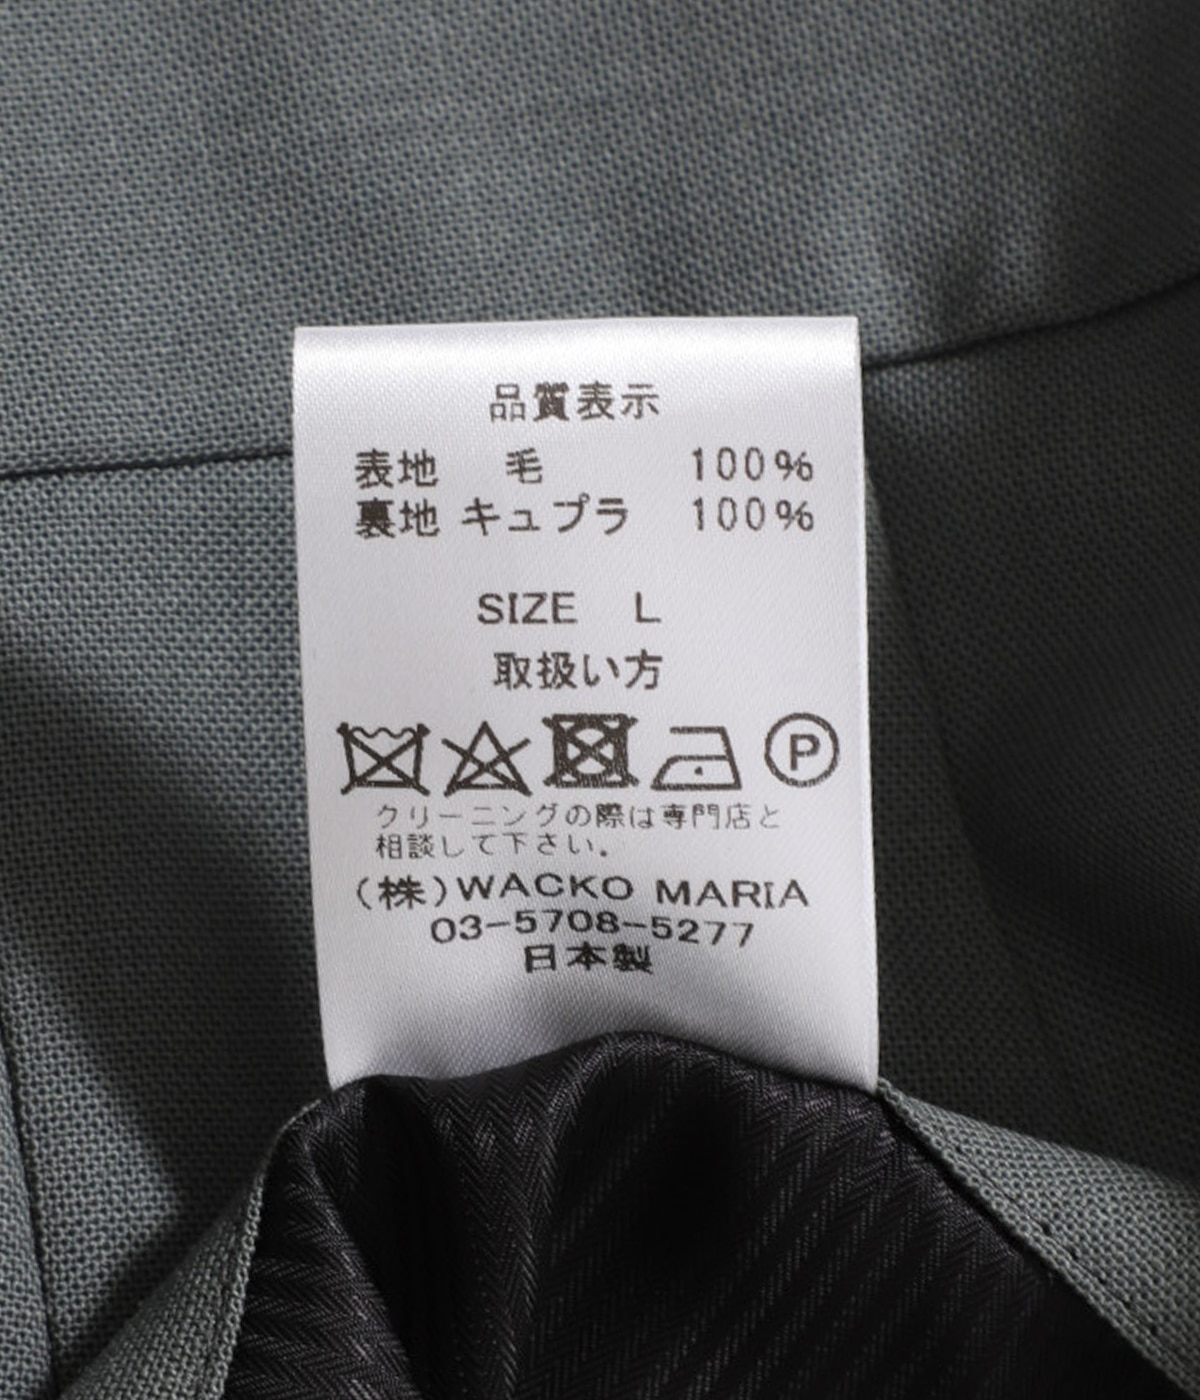 品質表示
表地 毛 100%
裏地 キュプラ 100%
SIZE L
取扱い方
P
クリーニングの際は専門店と
相談して下さい。
(株)WACKO MARIA
03-5708-5277
日本製